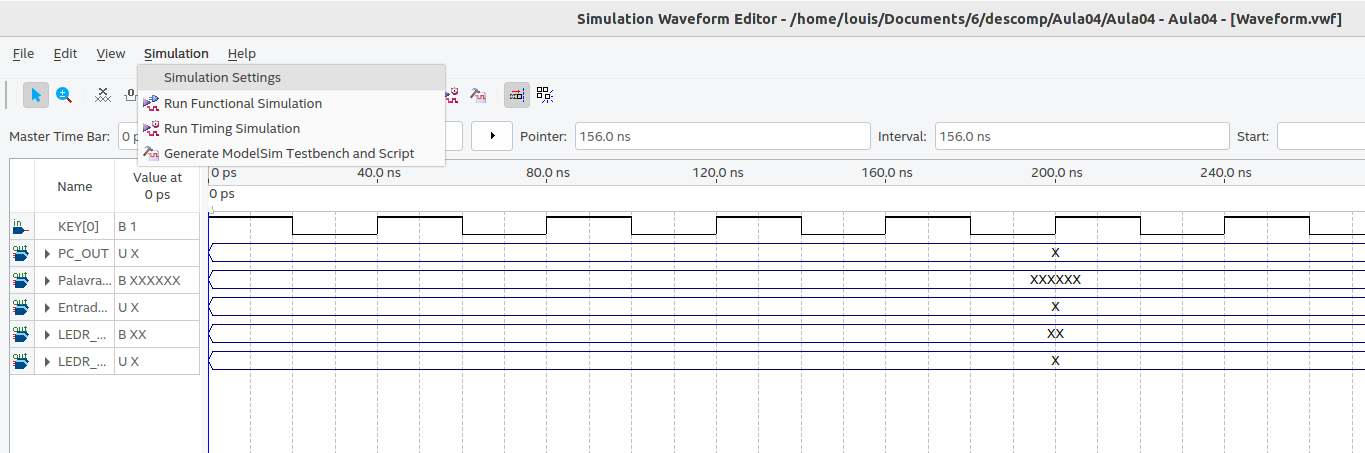 Simulation Waveform Editor - /home/louis/Documents/6/descomp/Aula04/Aula04 - Aula04 - [Waveform.vwf]
File Edit View Simulation Help
Simulation Settings
Run Functional Simulation
Run Timing Simulation
Generate ModelSim Testbench and Script
Master Time Bar: 0 p Pointer: 156.0 ns Interval: 156.0 ns Start:
Name Value at
0 ps
0 ps 40.0 ns 80.0 ns 120.0 ns 160.0 ns 200.0 ns 240.0 ns
0 ps
in KEY[0] B 1
out PC_OUT U X X
out Palavra... B XXXXXX XXXXXX
out Entrad... U X X
out LEDR_... B XX XX
out LEDR_... U X X